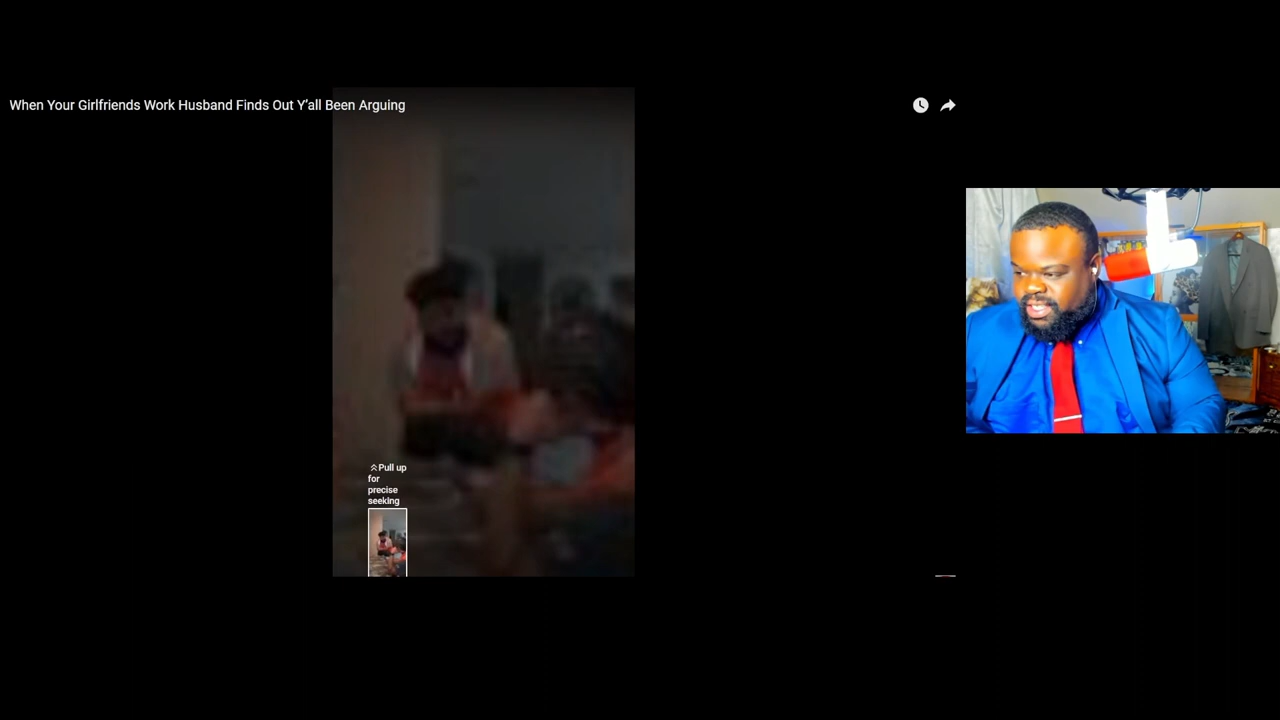 When Your Girlfriends Work Husband Finds Out Y'all Been Arguing
Pull up
for
precise
seeking